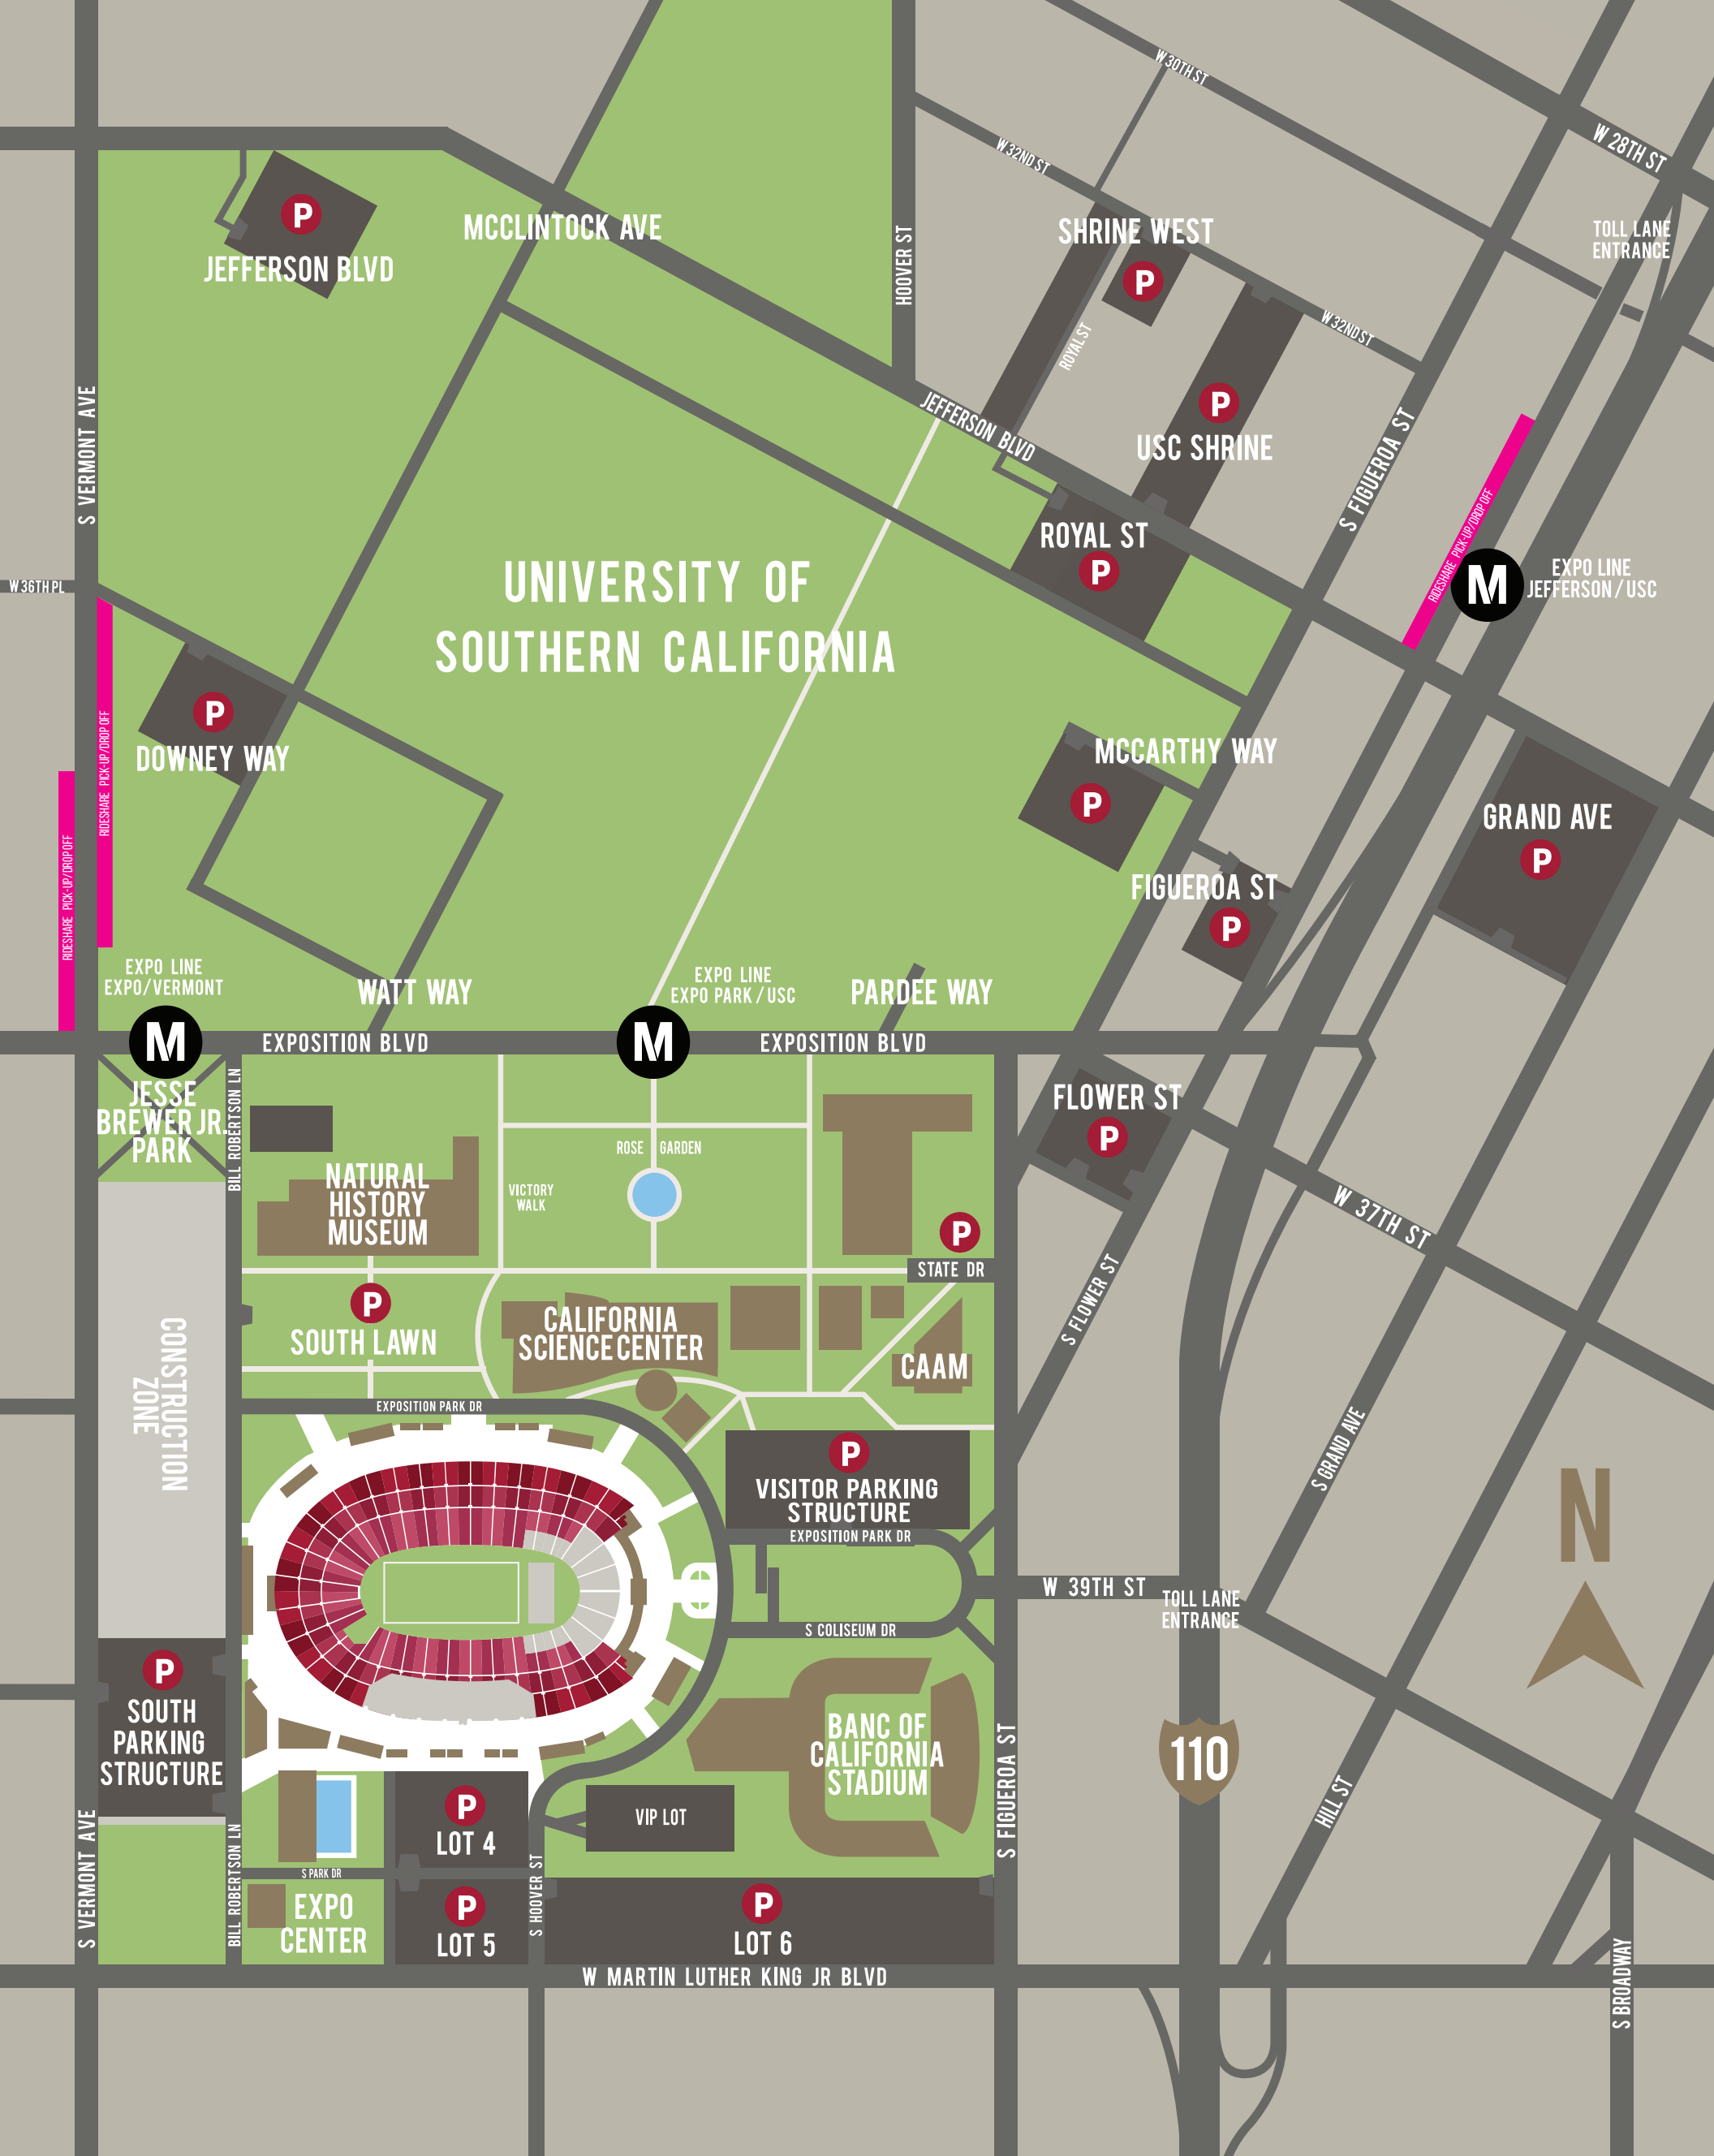 W 30TH ST
W 28TH ST
W 32ND ST
P
JEFFERSON BLVD
MCCLINTOCK AVE
HOOVER ST
SHRINE WEST
P
ROYAL ST
W 32ND ST
TOLL LANE
ENTRANCE
S VERMONT AVE
JEFFERSON BLVD
P
USC SHRINE
S FIGUEROA ST
RIDESHARE PICK-UP/DROP OFF
ROYAL ST
P
M
EXPO LINE
JEFFERSON / USC
W 36TH PL
UNIVERSITY OF
SOUTHERN CALIFORNIA
P
DOWNEY WAY
RIDESHARE PICK-UP/DROP OFF
RIDESHARE PICK-UP/DROP OFF
MCCARTHY WAY
P
GRAND AVE
P
FIGUEROA ST
P
EXPO LINE
EXPO/VERMONT
M
WATT WAY
EXPO LINE
EXPO PARK / USC
M
PARDEE WAY
EXPOSITION BLVD
EXPOSITION BLVD
JESSE
BREWER JR.
PARK
BILL ROBERTSON LN
FLOWER ST
P
ROSE GARDEN
VICTORY
WALK
NATURAL
HISTORY
MUSEUM
P
STATE DR
W 37TH ST
S FLOWER ST
P
SOUTH LAWN
CALIFORNIA
SCIENCE CENTER
CAAM
CONSTRUCTION
ZONE
EXPOSITION PARK DR
P
VISITOR PARKING
STRUCTURE
EXPOSITION PARK DR
S GRAND AVE
N
W 39TH ST
TOLL LANE
ENTRANCE
S COLISEUM DR
P
SOUTH
PARKING
STRUCTURE
BANC OF
CALIFORNIA
STADIUM
S FIGUEROA ST
110
HILL ST
P
LOT 4
VIP LOT
S PARK DR
S VERMONT AVE
BILL ROBERTSON LN
EXPO
CENTER
P
LOT 5
S HOOVER ST
P
LOT 6
W MARTIN LUTHER KING JR BLVD
S BROADWAY